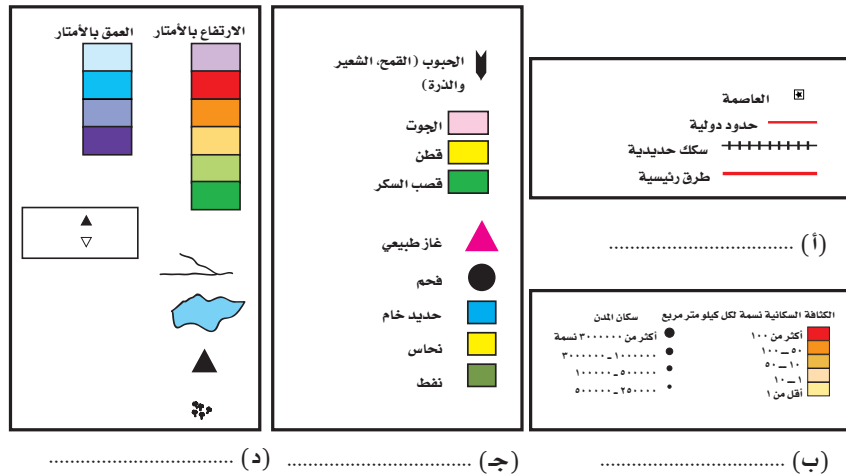 العاصمة
حدود دولية
سكك حديدية
طرق رئيسية
(أ) ........................................
الكثافة السكانية نسمة لكل كيلو متر مربع
أكثر من ١٠٠
٥٠ – ١٠٠
١٠ – ٥٠
١ – ١٠
أقل من ١
سكان المدن
أكثر من ٣٠٠٠٠٠٠ نسمة
١٠٠٠٠٠٠ - ٣٠٠٠٠٠٠
٥٠٠٠٠٠ - ١٠٠٠٠٠٠
٢٥٠٠٠٠ - ٥٠٠٠٠٠
(ب) ........................................
الحبوب (القمح، الشعير
والذرة)
الجوت
قطن
قصب السكر
غاز طبيعي
فحم
حديد خام
نحاس
نفط
(جـ) ........................................
الارتفاع بالأمتار
العمق بالأمتار
(د) ........................................